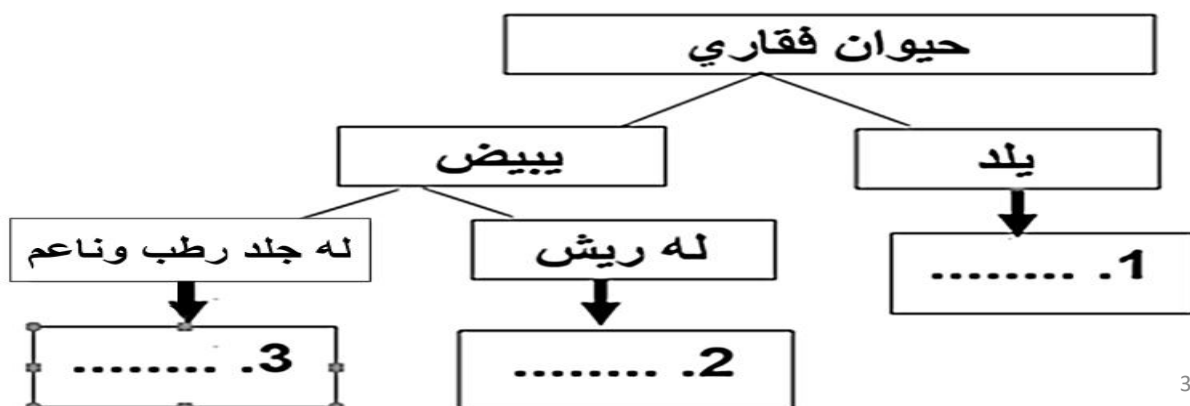 حيوان فقاري
يلد
يبيض
له ريش
له جلد رطب وناعم
1. ........
2. ........
3. ........
3